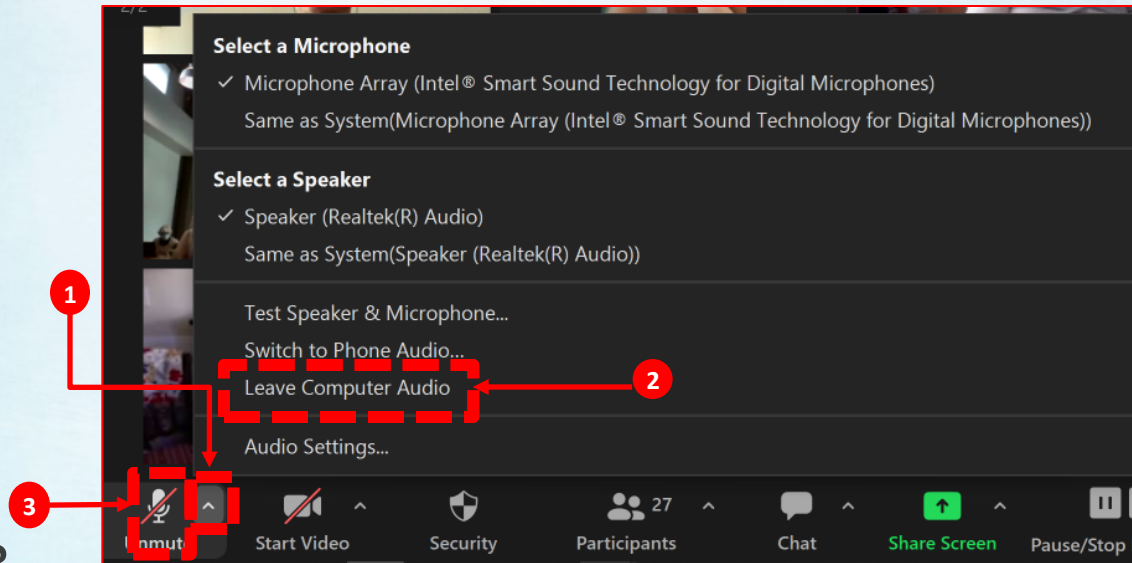 2/2
Select a Microphone
✓ Microphone Array (Intel® Smart Sound Technology for Digital Microphones)
Same as System(Microphone Array (Intel® Smart Sound Technology for Digital Microphones))
Select a Speaker
✓ Speaker (Realtek(R) Audio)
Same as System(Speaker (Realtek(R) Audio))
1
Test Speaker & Microphone...
Switch to Phone Audio...
Leave Computer Audio
2
Audio Settings...
3
27
Unmute Start Video Security Participants Chat Share Screen Pause/Stop